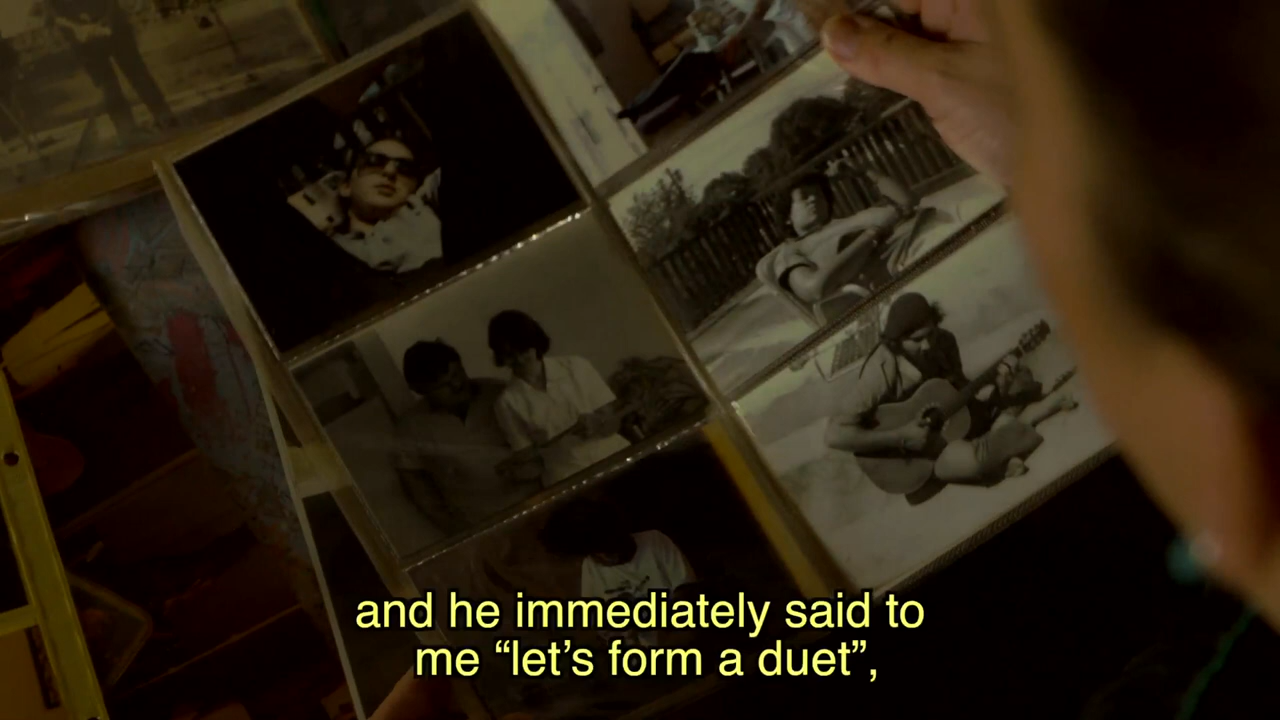 and he immediately said to
me “let’s form a duet”,